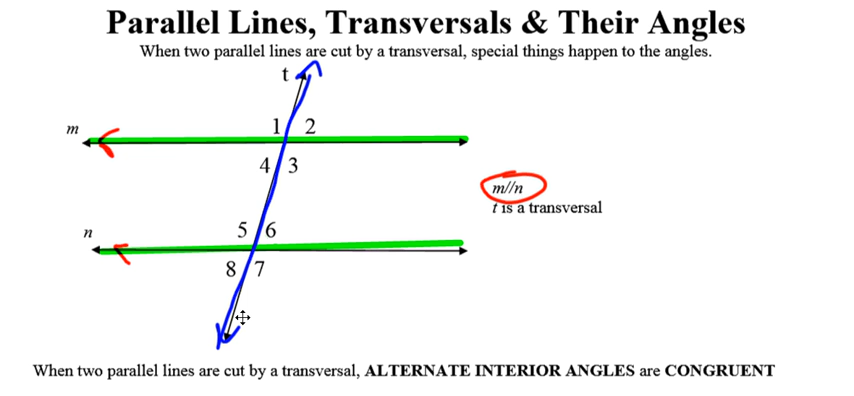 Parallel Lines, Transversals & Their Angles
When two parallel lines are cut by a transversal, special things happen to the angles.
t
m
1 2
4 3
m//n
t is a transversal
n
5 6
8 7
When two parallel lines are cut by a transversal, ALTERNATE INTERIOR ANGLES are CONGRUENT